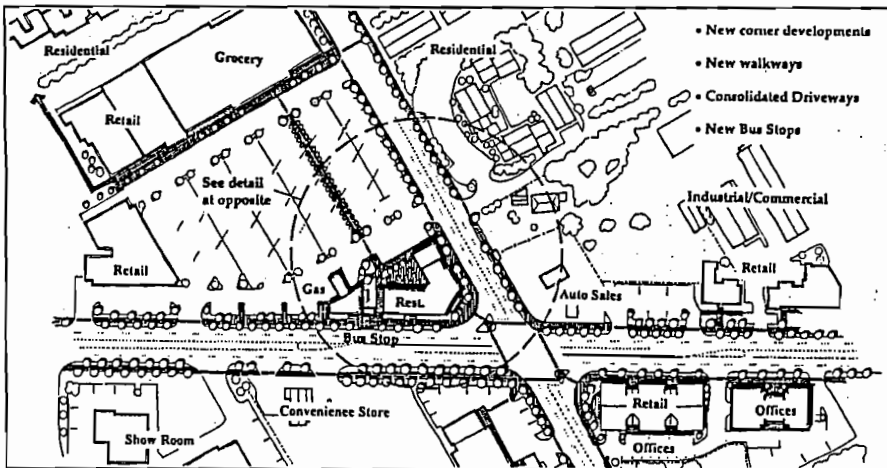 Residential
Grocery
Residential
• New corner developments
• New walkways
• Consolidated Driveways
• New Bus Stops
Retail
See detail
at opposite
Industrial/Commercial
Retail
Gas
Rest.
Auto Sales
Retail
Bus Stop
Convenience Store
Show Room
Retail
Offices
Offices